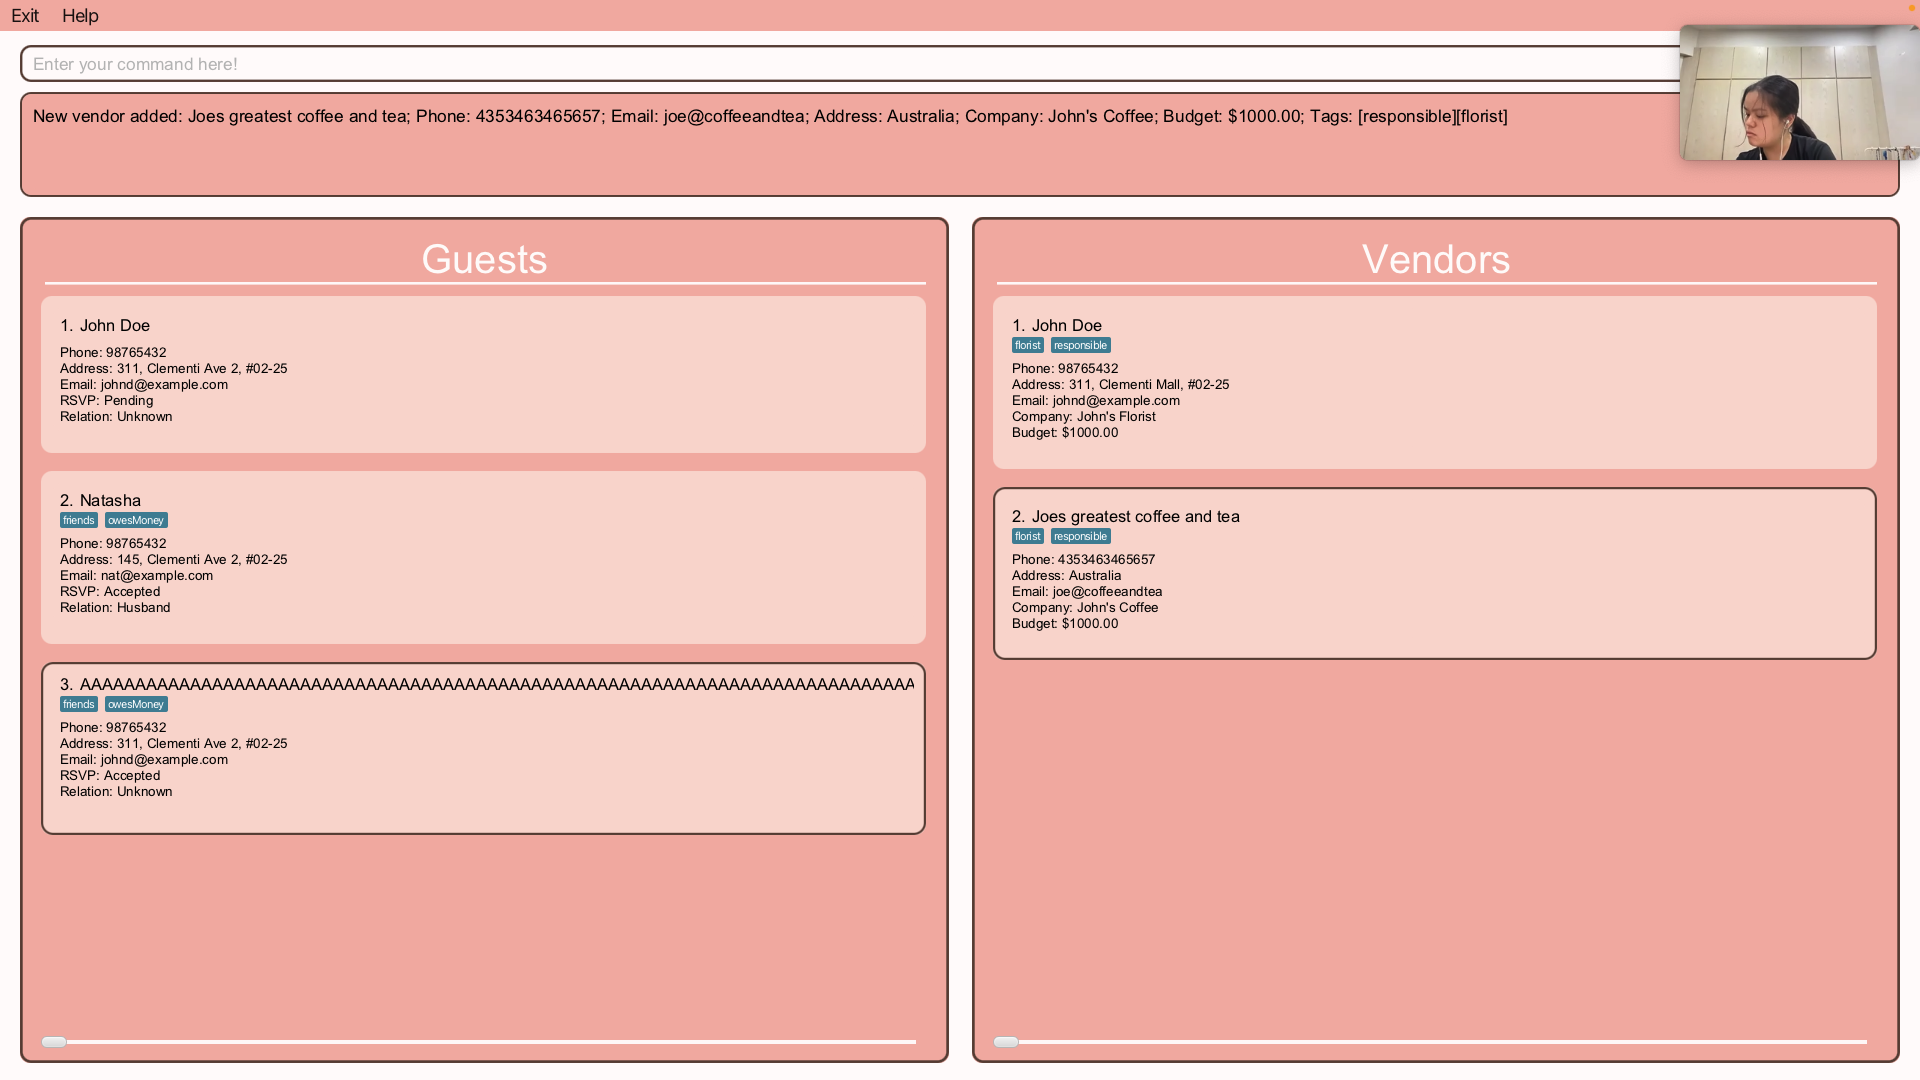 Exit Help
Enter your command here!
New vendor added: Joes greatest coffee and tea; Phone: 4353463465657; Email: joe@coffeeandtea; Address: Australia; Company: John's Coffee; Budget: $1000.00; Tags: [responsible][florist]
Guests
1. John Doe
Phone: 98765432
Address: 311, Clementi Ave 2, #02-25
Email: johnd@example.com
RSVP: Pending
Relation: Unknown
2. Natasha
friends owesMoney
Phone: 98765432
Address: 145, Clementi Ave 2, #02-25
Email: nat@example.com
RSVP: Accepted
Relation: Husband
3. AAAAAAAAAAAAAAAAAAAAAAAAAAAAAAAAAAAAAAAAAAAAAAAAAAAAAAAAAAAAAAAAAAAAAAAAAAAA
friends owesMoney
Phone: 98765432
Address: 311, Clementi Ave 2, #02-25
Email: johnd@example.com
RSVP: Accepted
Relation: Unknown
Vendors
1. John Doe
florist responsible
Phone: 98765432
Address: 311, Clementi Mall, #02-25
Email: johnd@example.com
Company: John's Florist
Budget: $1000.00
2. Joes greatest coffee and tea
florist responsible
Phone: 4353463465657
Address: Australia
Email: joe@coffeeandtea
Company: John's Coffee
Budget: $1000.00